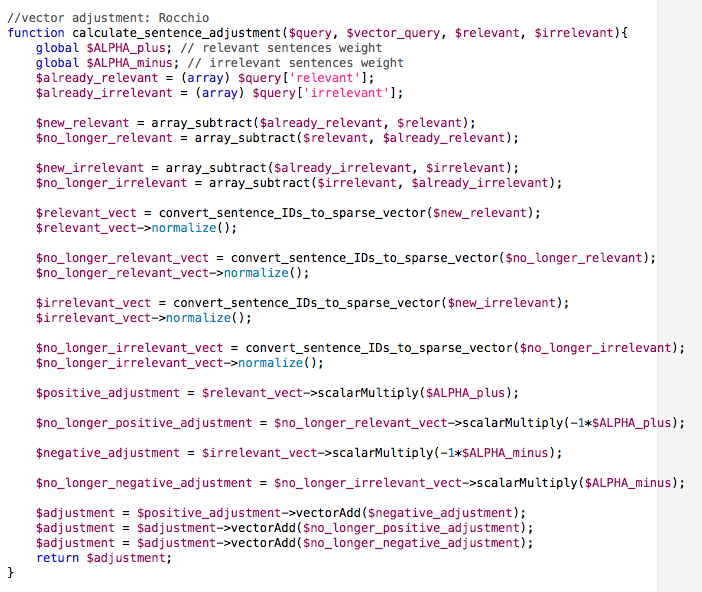 //vector adjustment: Rocchio
function calculate_sentence_adjustment($query, $vector_query, $relevant, $irrelevant){
    global $ALPHA_plus; // relevant sentences weight
    global $ALPHA_minus; // irrelevant sentences weight
    $already_relevant = (array) $query['relevant'];
    $already_irrelevant = (array) $query['irrelevant'];

    $new_relevant = array_subtract($already_relevant, $relevant);
    $no_longer_relevant = array_subtract($relevant, $already_relevant);

    $new_irrelevant = array_subtract($already_irrelevant, $irrelevant);
    $no_longer_irrelevant = array_subtract($irrelevant, $already_irrelevant);

    $relevant_vect = convert_sentence_IDs_to_sparse_vector($new_relevant);
    $relevant_vect->normalize();

    $no_longer_relevant_vect = convert_sentence_IDs_to_sparse_vector($no_longer_relevant);
    $no_longer_relevant_vect->normalize();

    $irrelevant_vect = convert_sentence_IDs_to_sparse_vector($new_irrelevant);
    $irrelevant_vect->normalize();

    $no_longer_irrelevant_vect = convert_sentence_IDs_to_sparse_vector($no_longer_irrelevant);
    $no_longer_irrelevant_vect->normalize();

    $positive_adjustment = $relevant_vect->scalarMultiply($ALPHA_plus);

    $no_longer_positive_adjustment = $no_longer_relevant_vect->scalarMultiply(-1*$ALPHA_plus);

    $negative_adjustment = $irrelevant_vect->scalarMultiply(-1*$ALPHA_minus);

    $no_longer_negative_adjustment = $no_longer_irrelevant_vect->scalarMultiply($ALPHA_minus);

    $adjustment = $positive_adjustment->vectorAdd($negative_adjustment);
    $adjustment = $adjustment->vectorAdd($no_longer_positive_adjustment);
    $adjustment = $adjustment->vectorAdd($no_longer_negative_adjustment);
    return $adjustment;
}